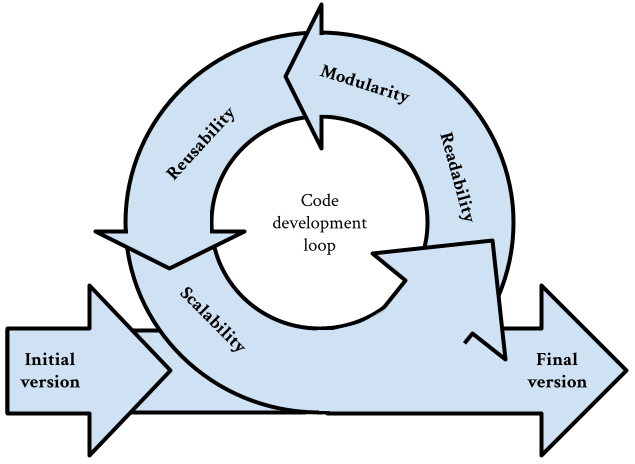 Modularity
Reusability
Readability
Code
development
loop
Scalability
Initial
version
Final
version